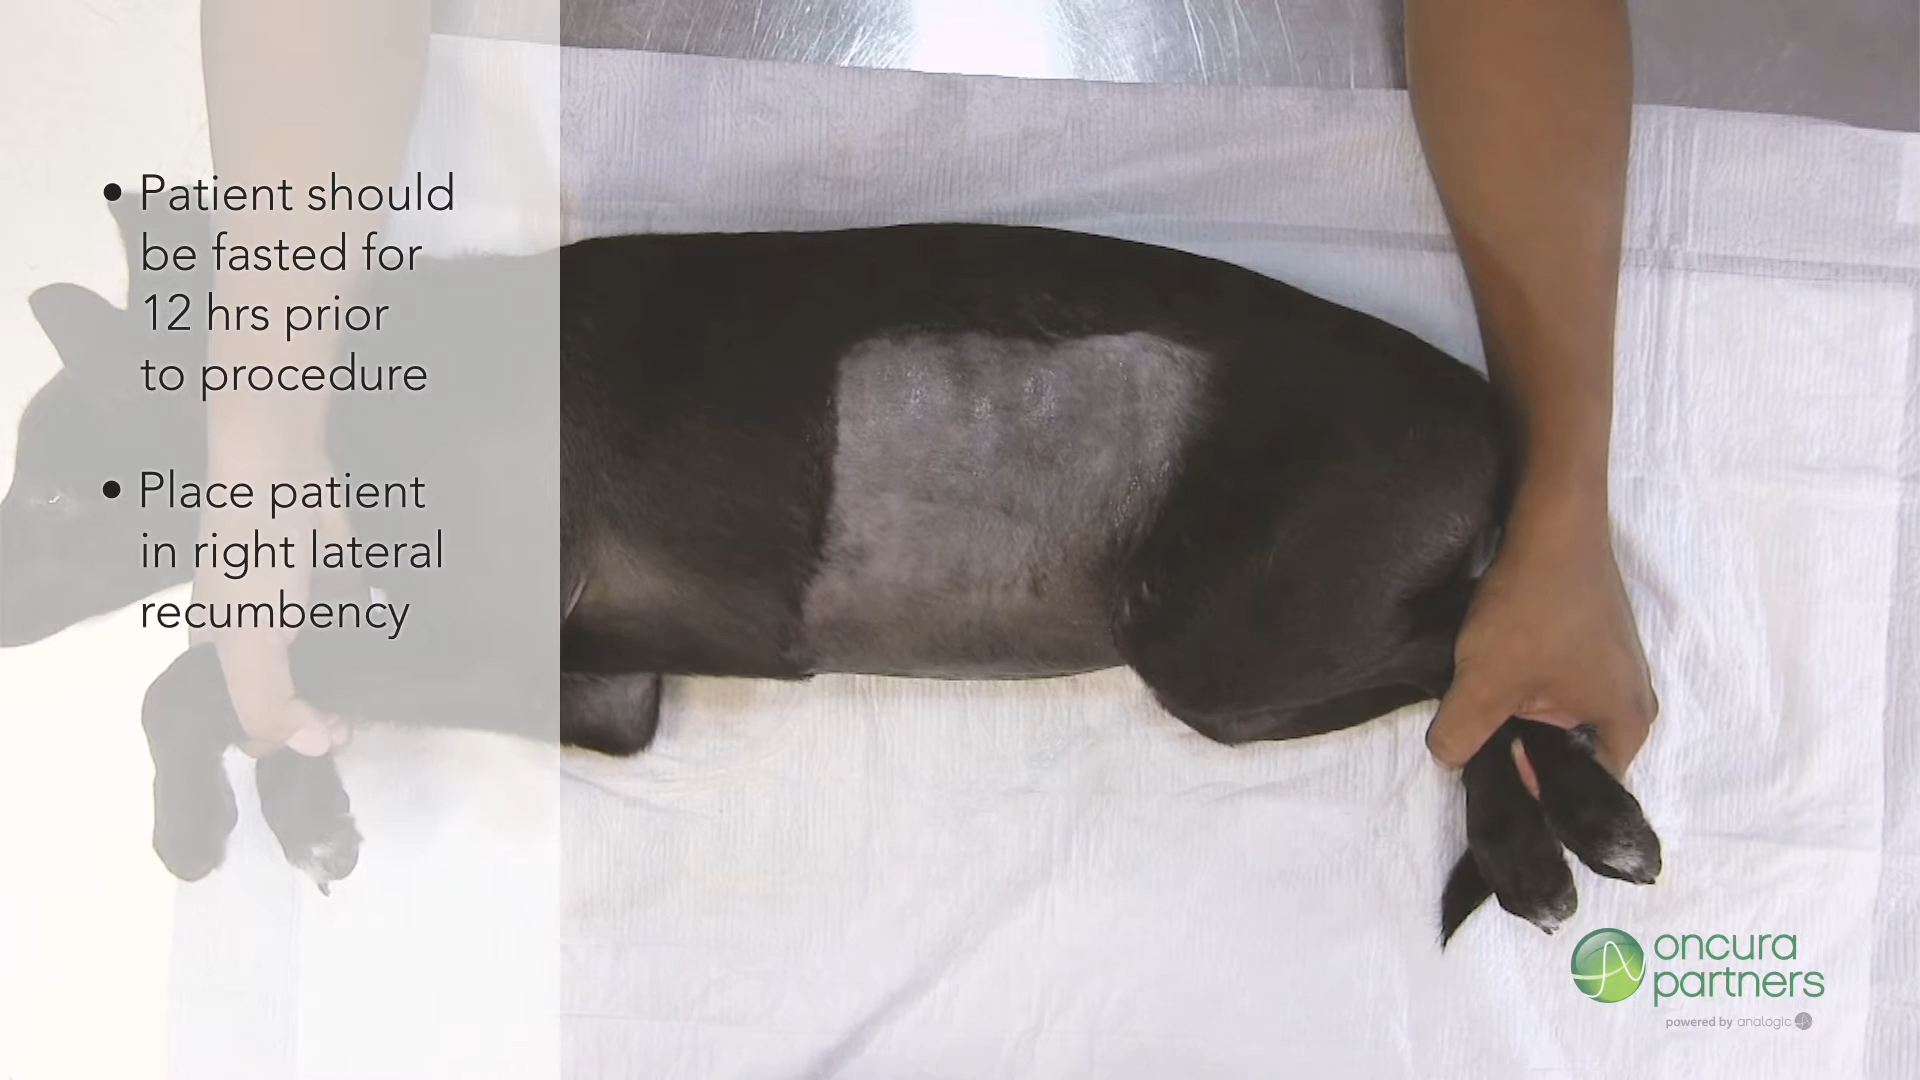 • Patient should
be fasted for
12 hrs prior
to procedure
• Place patient
in right lateral
recumbency
oncura
partners
powered by analogic